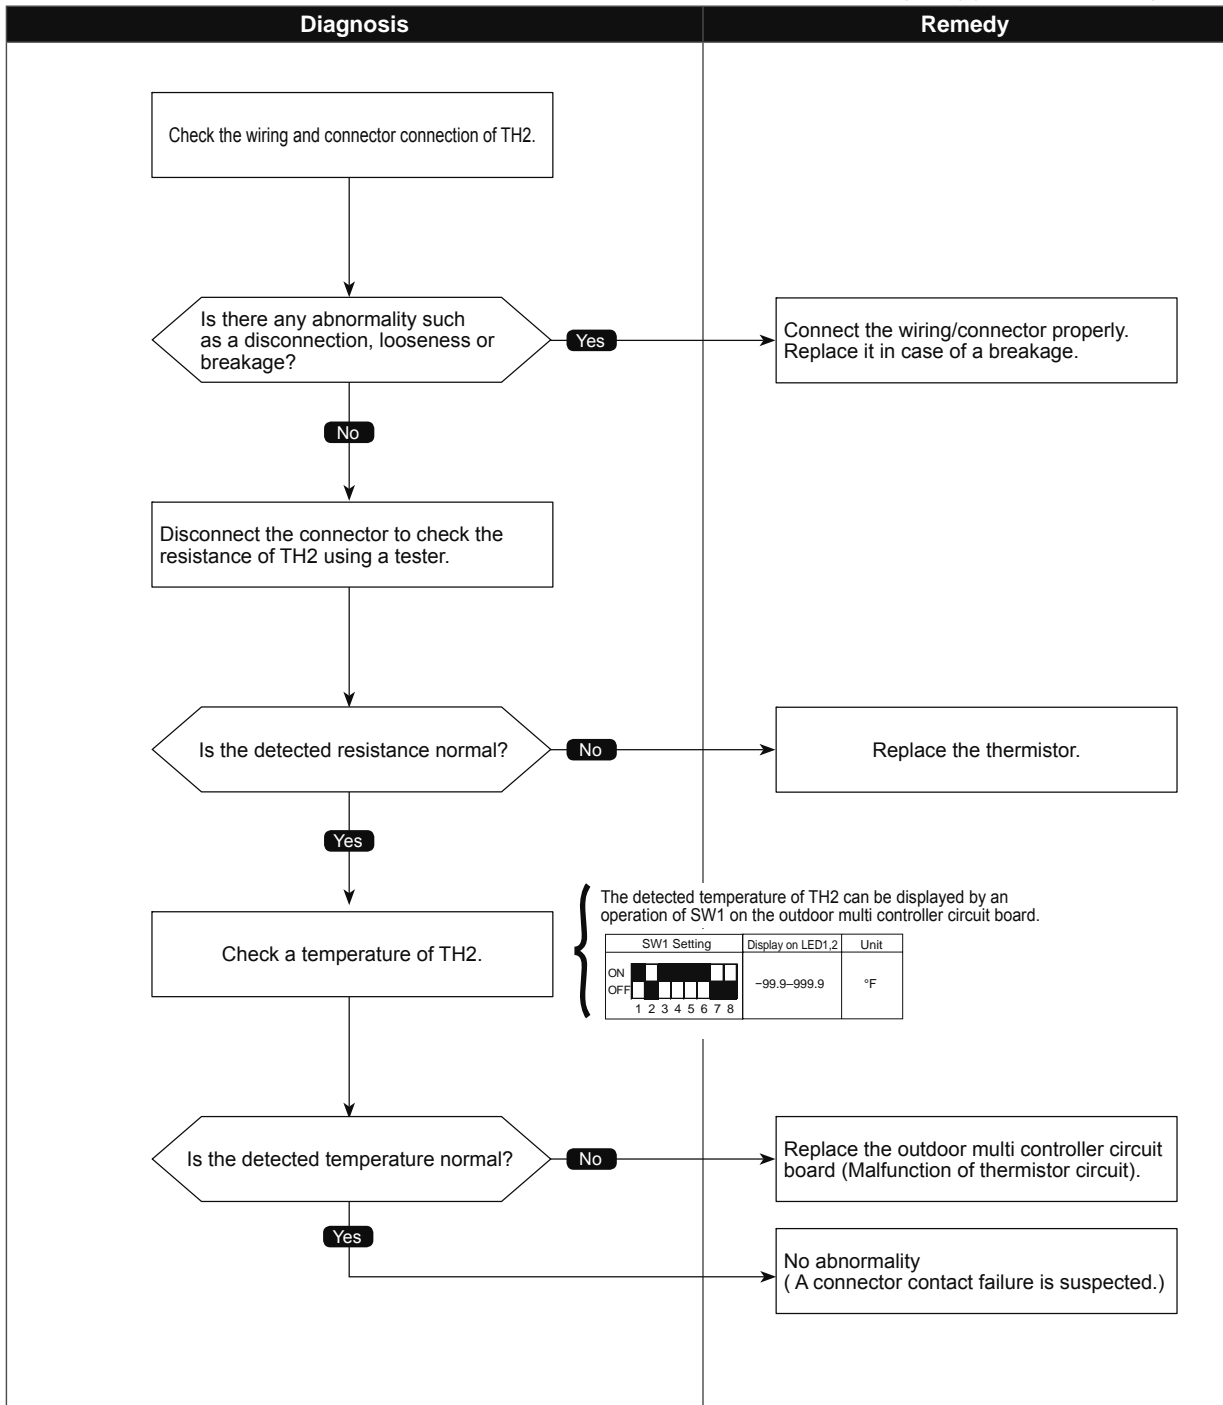 Diagnosis
Remedy
Check the wiring and connector connection of TH2.
Is there any abnormality such
as a disconnection, looseness or
breakage?
Yes
Connect the wiring/connector properly.
Replace it in case of a breakage.
No
Disconnect the connector to check the
resistance of TH2 using a tester.
Is the detected resistance normal?
No
Replace the thermistor.
Yes
Check a temperature of TH2.
The detected temperature of TH2 can be displayed by an
operation of SW1 on the outdoor multi controller circuit board.
SW1 Setting
Display on LED1,2
Unit
ON
OFF
1 2 3 4 5 6 7 8
−99.9–999.9
°F
Is the detected temperature normal?
No
Replace the outdoor multi controller circuit
board (Malfunction of thermistor circuit).
Yes
No abnormality
( A connector contact failure is suspected.)